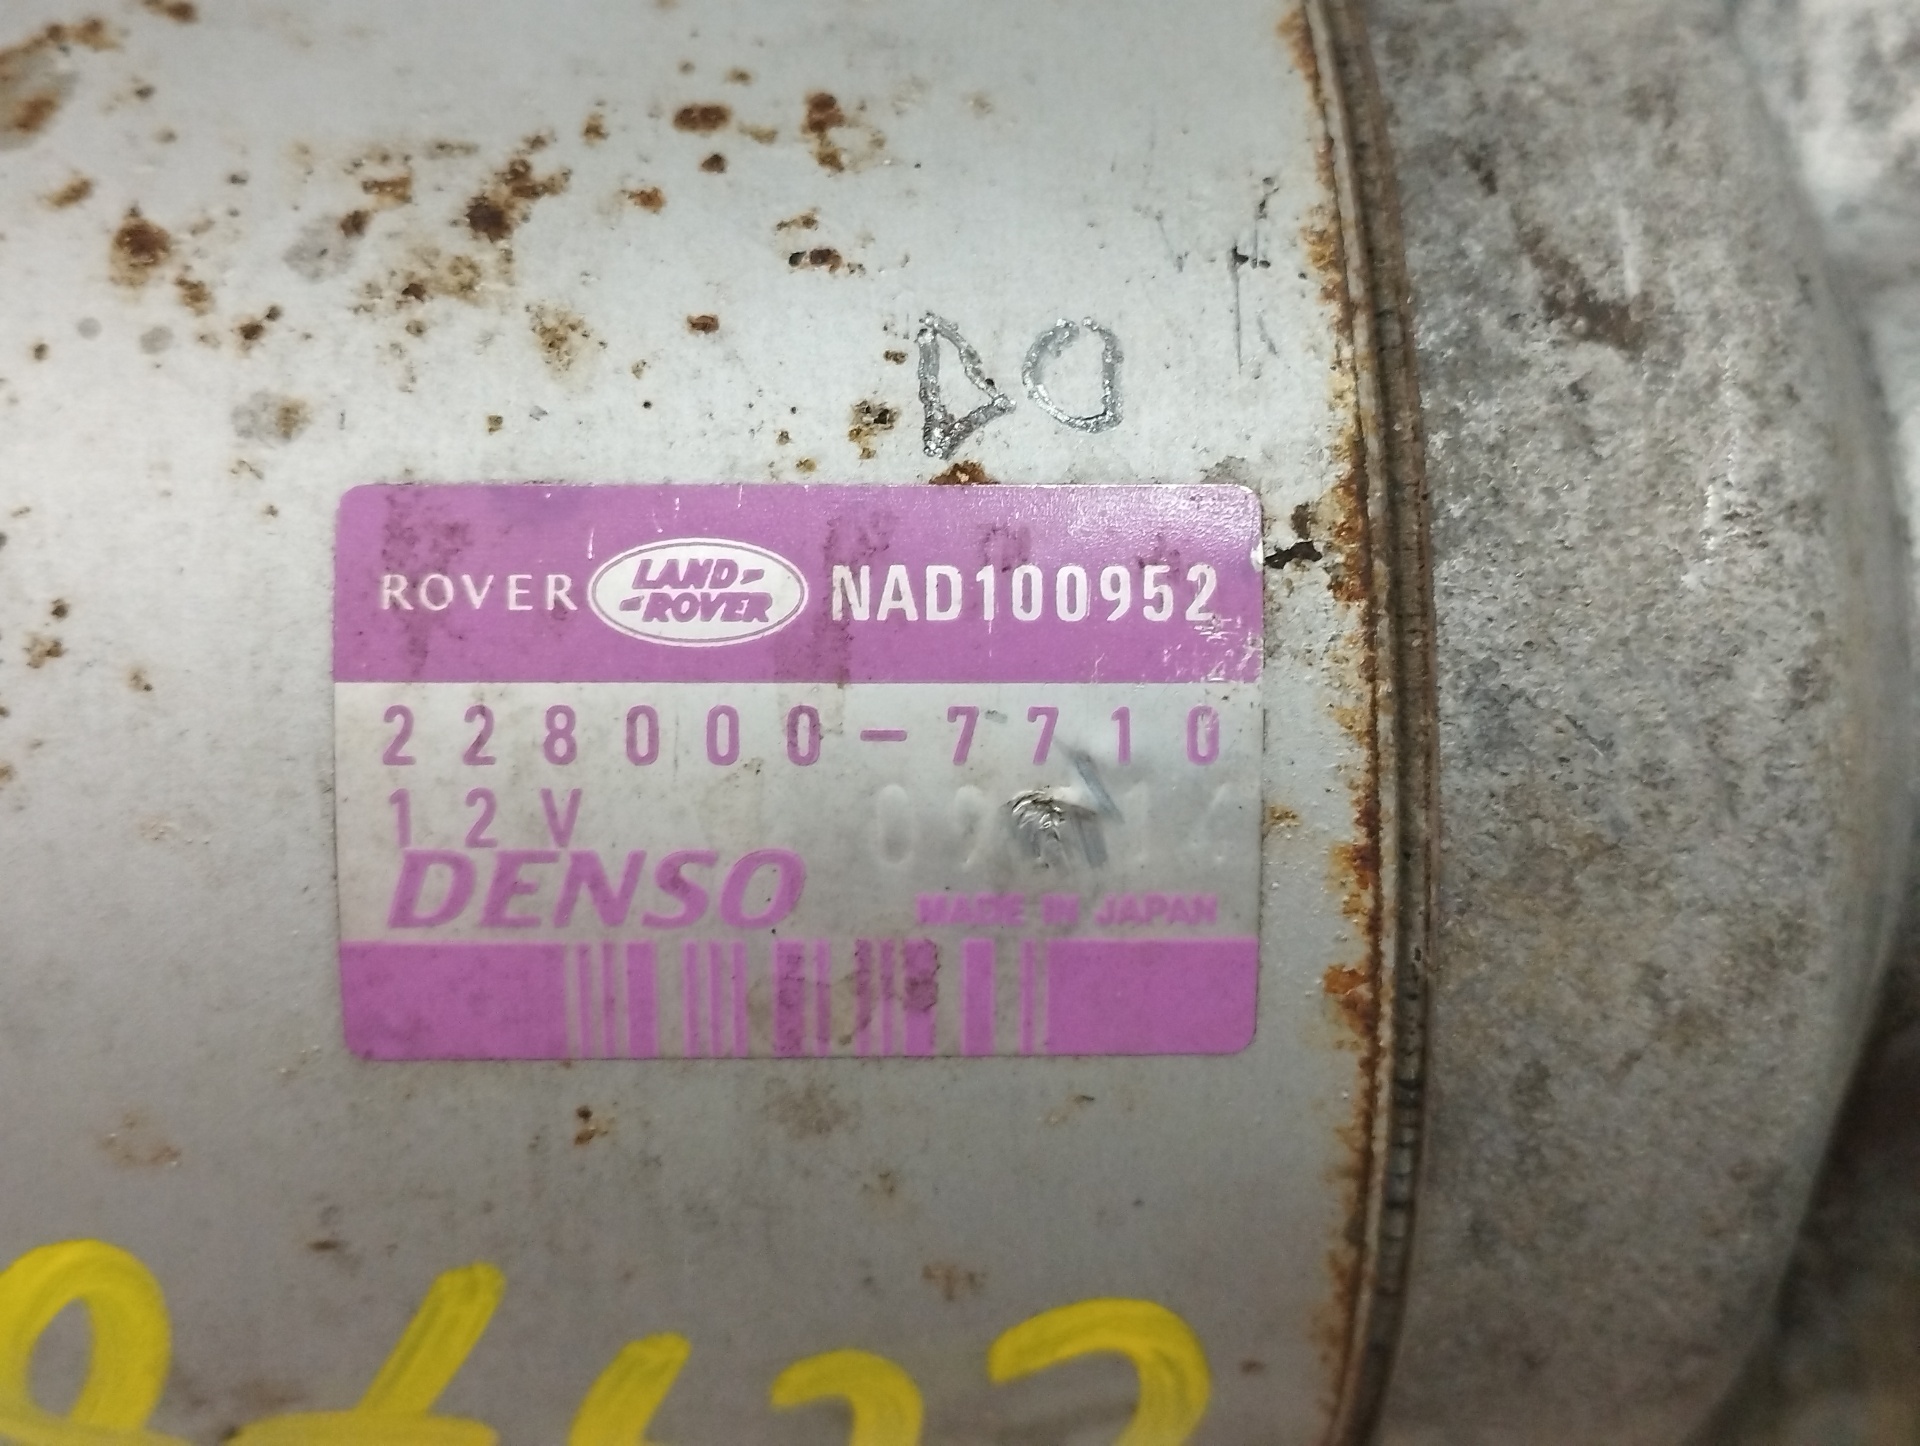 DO
ROVER LAND-ROVER NAD100952
228000-7710
12V
DENSO
MADE IN JAPAN